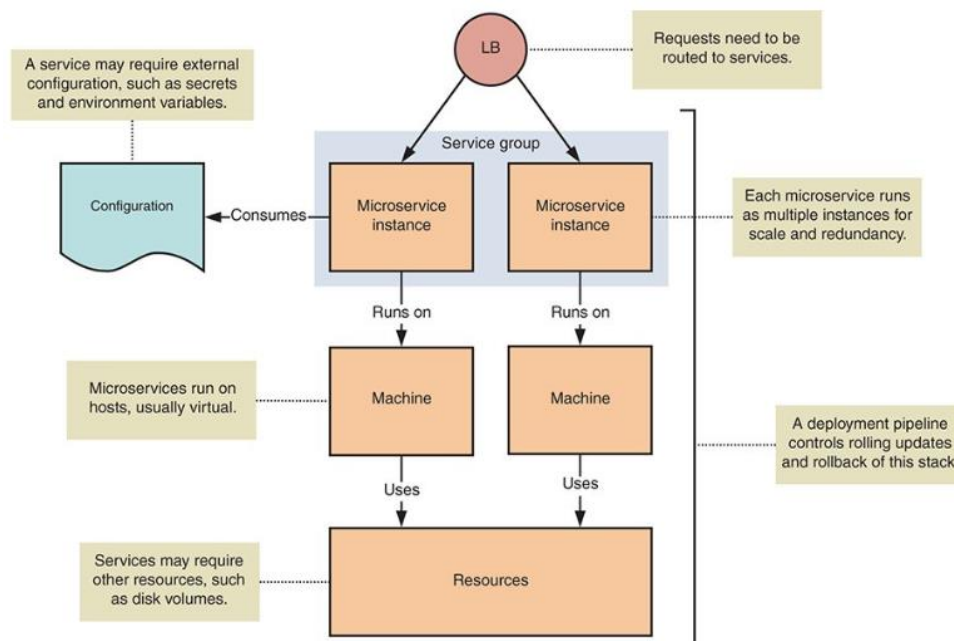 LB
Requests need to be
routed to services.
A service may require external
configuration, such as secrets
and environment variables.
Service group
Configuration
Consumes
Microservice
instance
Microservice
instance
Each microservice runs
as multiple instances for
scale and redundancy.
Runs on
Runs on
Microservices run on
hosts, usually virtual.
Machine
Machine
A deployment pipeline
controls rolling updates
and rollback of this stack
Uses
Uses
Services may require
other resources, such
as disk volumes.
Resources